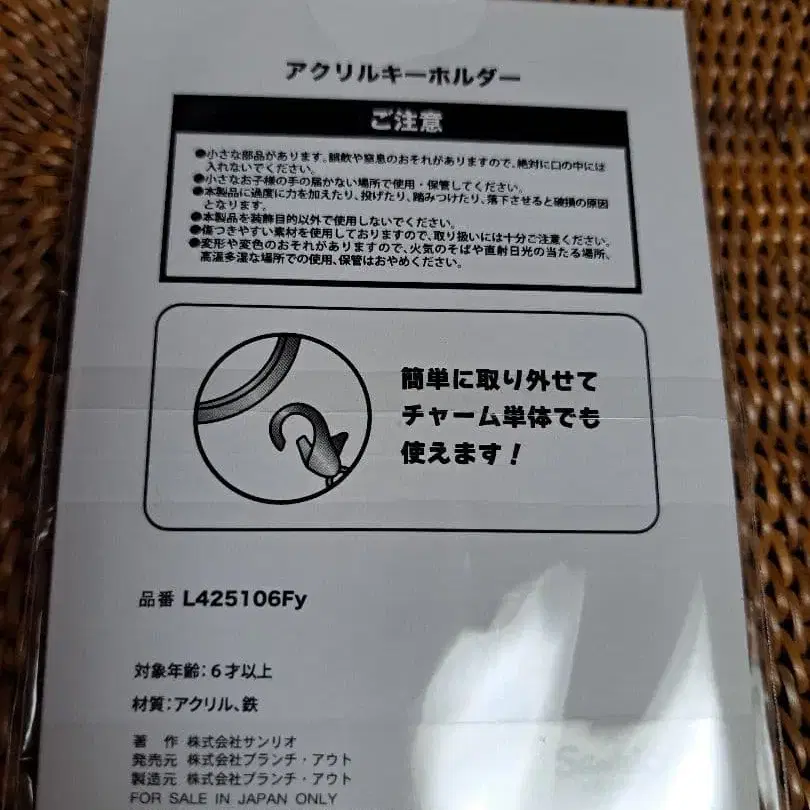 アクリルキーホルダー
ご注意
●小さな部品があります。誤飲や窒息のおそれがありますので、絶対に口の中には
入れないでください。
●小さなお子様の手の届かない場所で使用・保管してください。
●本製品に過度に力を加えたり、投げたり、踏みつけたり、落下させると破損の原因
となります。
●本製品を装飾目的以外で使用しないでください。
●傷つきやすい素材を使用しておりますので、取り扱いには十分ご注意ください。
●変形や変色のおそれがありますので、火気のそばや直射日光の当たる場所、
高温多湿な場所での使用、保管はおやめください。
簡単に取り外せて
チャーム単体でも
使えます!
品番 L425106Fy
対象年齢:6才以上
材質:アクリル、鉄
著 作 株式会社サンリオ
発売元 株式会社ブランチ・アウト
製造元 株式会社ブランチ・アウト
FOR SALE IN JAPAN ONLY